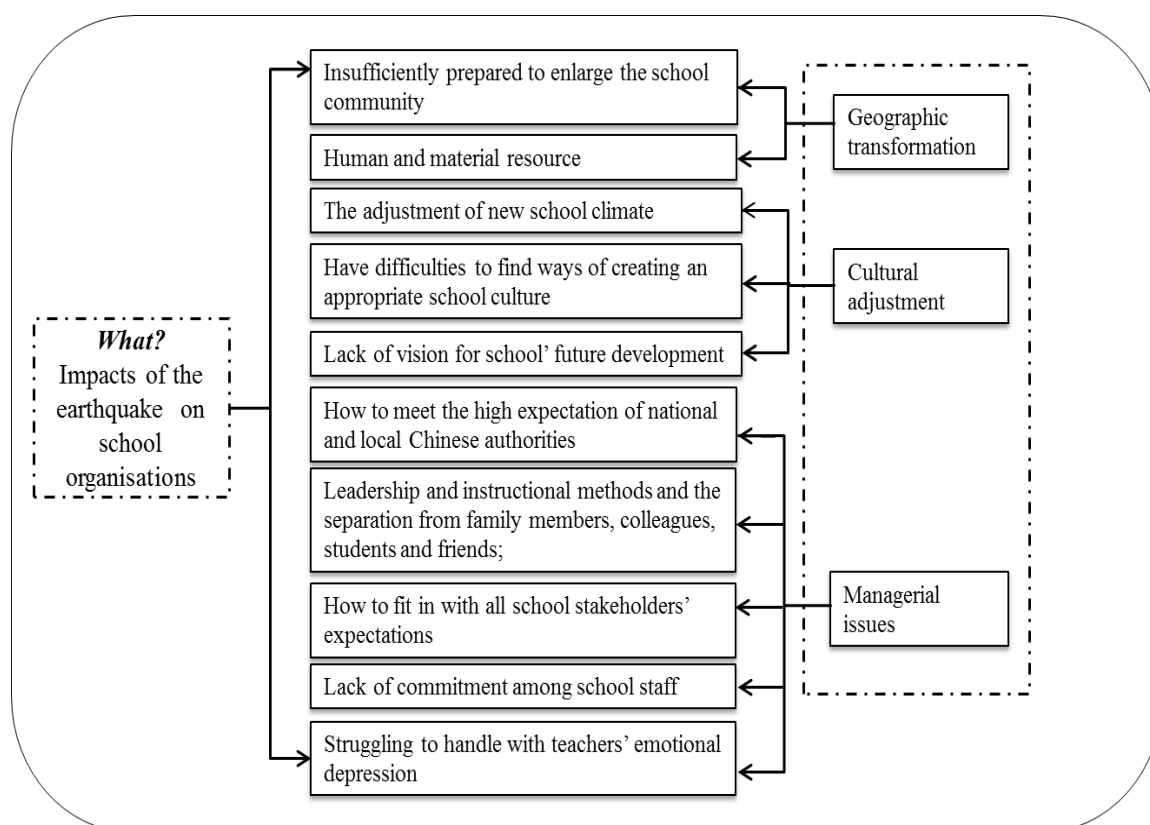 What?
Impacts of the
earthquake on
school
organisations
Insufficiently prepared to enlarge the school
community
Human and material resource
The adjustment of new school climate
Have difficulties to find ways of creating an
appropriate school culture
Lack of vision for school’ future development
How to meet the high expectation of national
and local Chinese authorities
Leadership and instructional methods and the
separation from family members, colleagues,
students and friends;
How to fit in with all school stakeholders’
expectations
Lack of commitment among school staff
Struggling to handle with teachers’ emotional
depression
Geographic
transformation
Cultural
adjustment
Managerial
issues